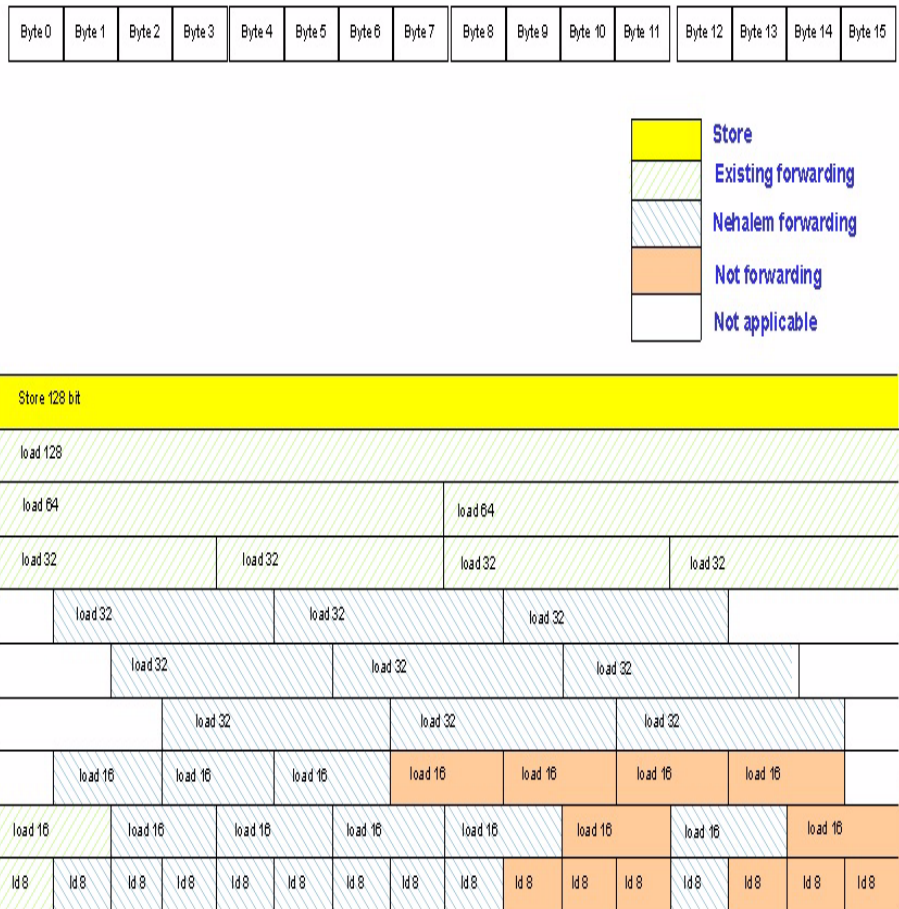 Byte 0 Byte 1 Byte 2 Byte 3 Byte 4 Byte 5 Byte 6 Byte 7 Byte 8 Byte 9 Byte 10 Byte 11 Byte 12 Byte 13 Byte 14 Byte 15
Store
Existing forwarding
Nehalem forwarding
Not forwarding
Not applicable
Store 128 bit
load 128
load 64 load 64
load 32 load 32 load 32 load 32
load 32 load 32 load 32
load 32 load 32 load 32
load 32 load 32 load 32
load 16 load 16 load 16 load 16 load 16 load 16 load 16
load 16 load 16 load 16 load 16 load 16 load 16 load 16 load 16
ld 8 ld 8 ld 8 ld 8 ld 8 ld 8 ld 8 ld 8 ld 8 ld 8 ld 8 ld 8 ld 8 ld 8 ld 8 ld 8